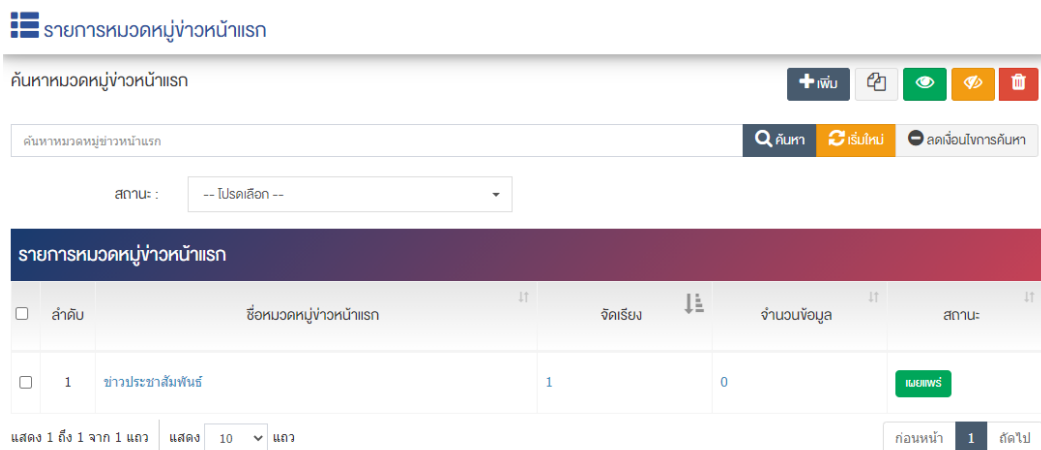 รายการหมวดหมู่ข่าวหน้าแรก
ค้นหาหมวดหมู่ข่าวหน้าแรก เพิ่ม
ค้นหาหมวดหมู่ข่าวหน้าแรก ค้นหา เริ่มใหม่ ลดเงื่อนไขการค้นหา
สถานะ : -- โปรดเลือก --
รายการหมวดหมู่ข่าวหน้าแรก
ลำดับ ชื่อหมวดหมู่ข่าวหน้าแรก จัดเรียง จำนวนข้อมูล สถานะ
1 ข่าวประชาสัมพันธ์ 1 0 เผยแพร่
แสดง 1 ถึง 1 จาก 1 แถว แสดง 10 แถว ก่อนหน้า 1 ถัดไป